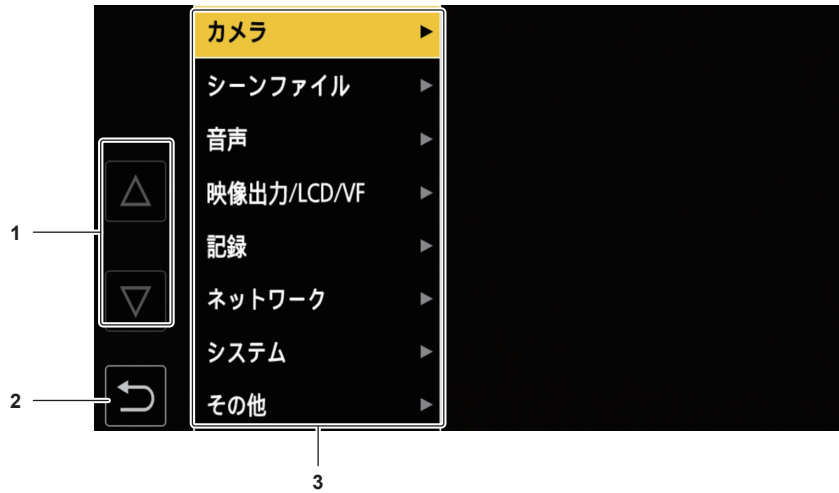 カメラ
シーンファイル
音声
映像出力/LCD/VF
1
記録
ネットワーク
システム
2
その他
3